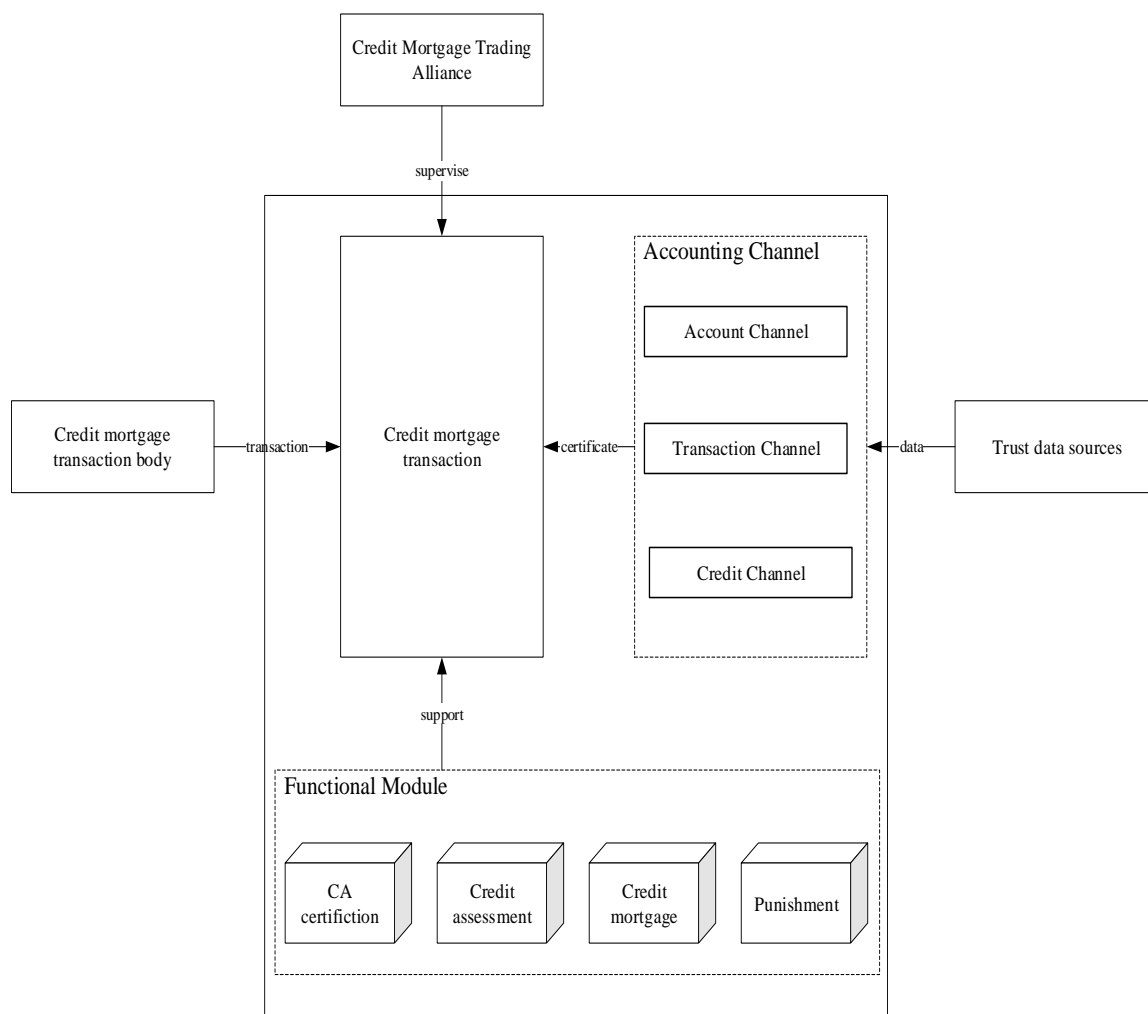 Credit Mortgage Trading
Alliance
supervise
Accounting Channel
Account Channel
Credit mortgage
transaction body
transaction
Credit mortgage
transaction
certificate
Transaction Channel
data
Trust data sources
Credit Channel
support
Functional Module
CA
certifiction
Credit
assessment
Credit
mortgage
Punishment